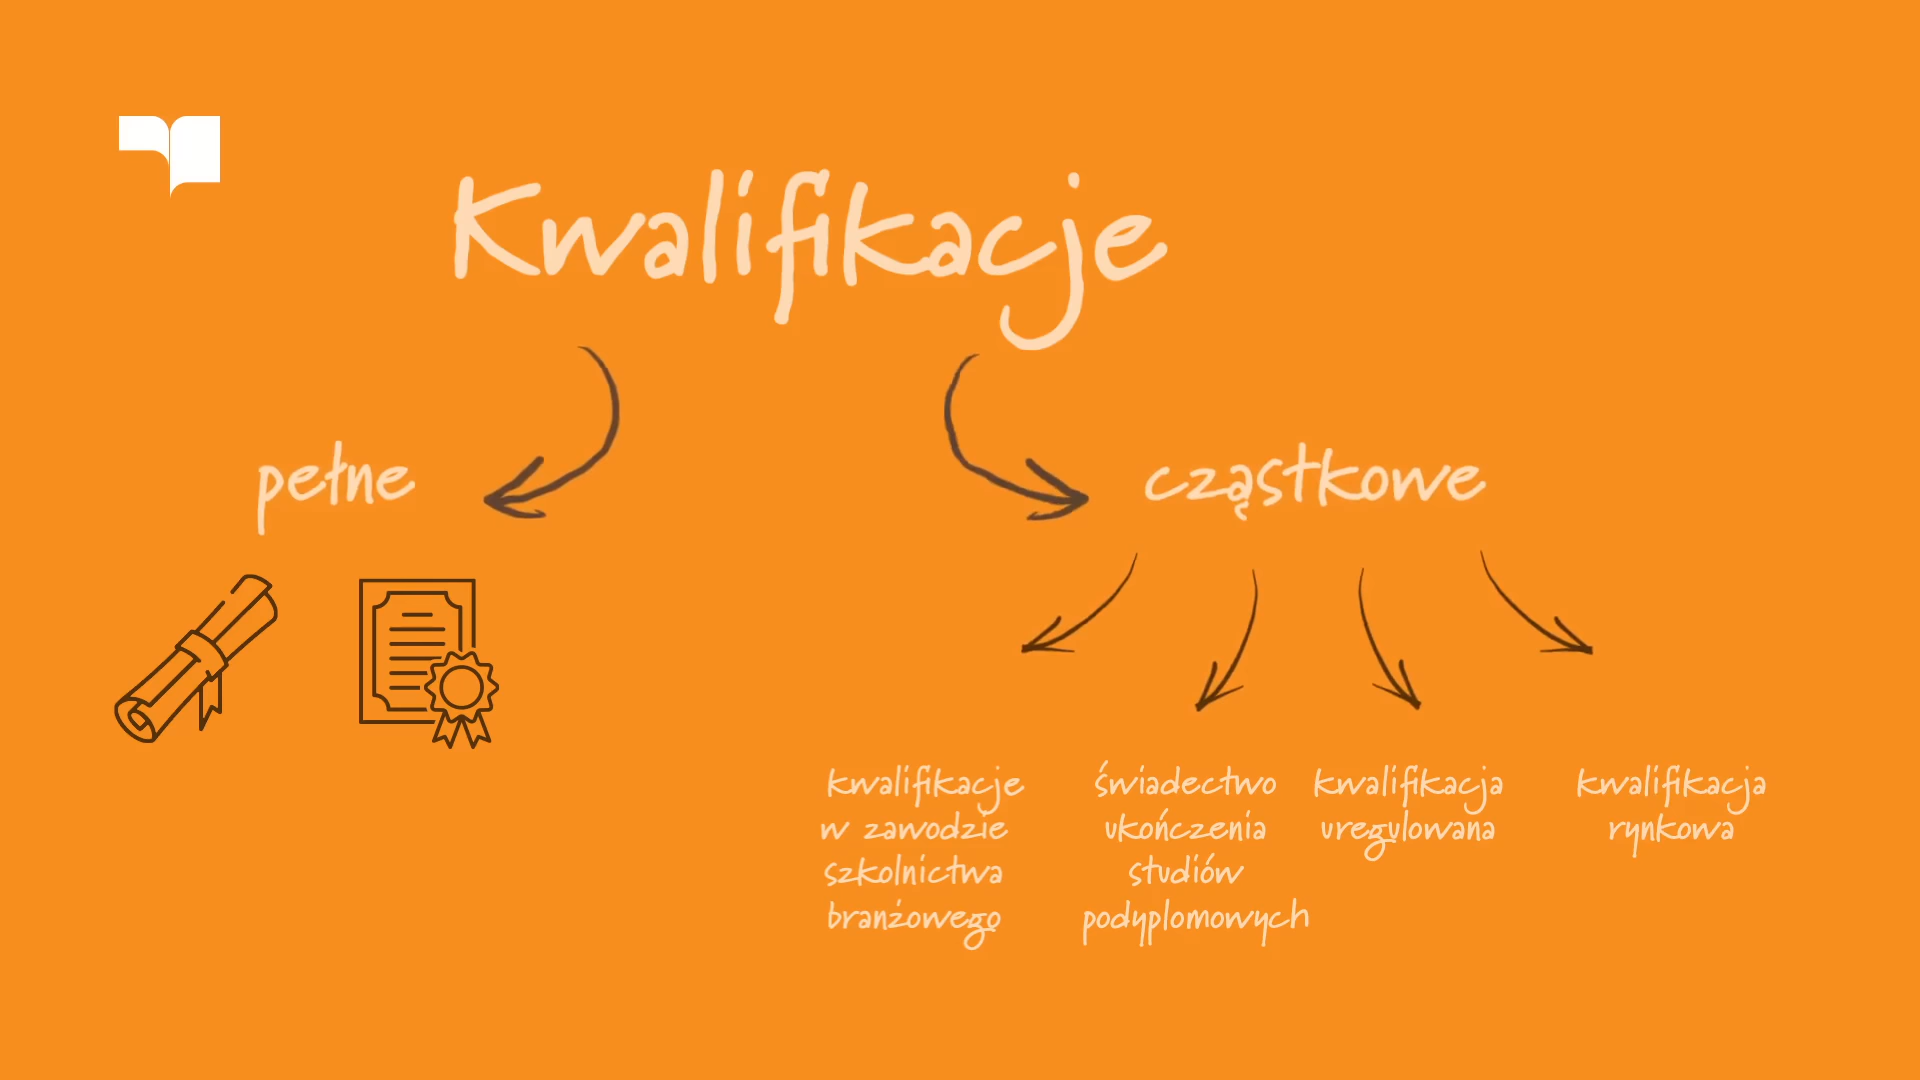 Kwalifikacje
pełne
cząstkowe
kwalifikacje
w zawodzie
szkolnictwa
branżowego
świadectwo
ukończenia
studiów
podyplomowych
kwalifikacja
uregulowana
kwalifikacja
rynkowa